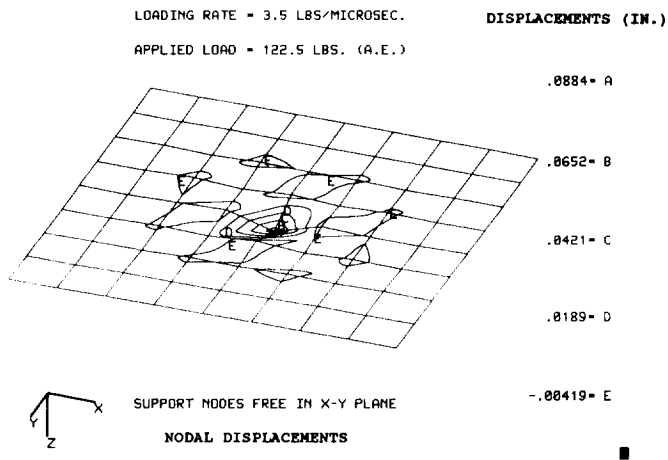 LOADING RATE = 3.5 LBS/MICROSEC.
APPLIED LOAD = 122.5 LBS. (A.E.)
DISPLACEMENTS (IN.)
.0884= A
.0652= B
.0421= C
.0189= D
-.00419= E
E
E
E
E
D
D
E
E
X
Y
Z
SUPPORT NODES FREE IN X-Y PLANE
NODAL DISPLACEMENTS